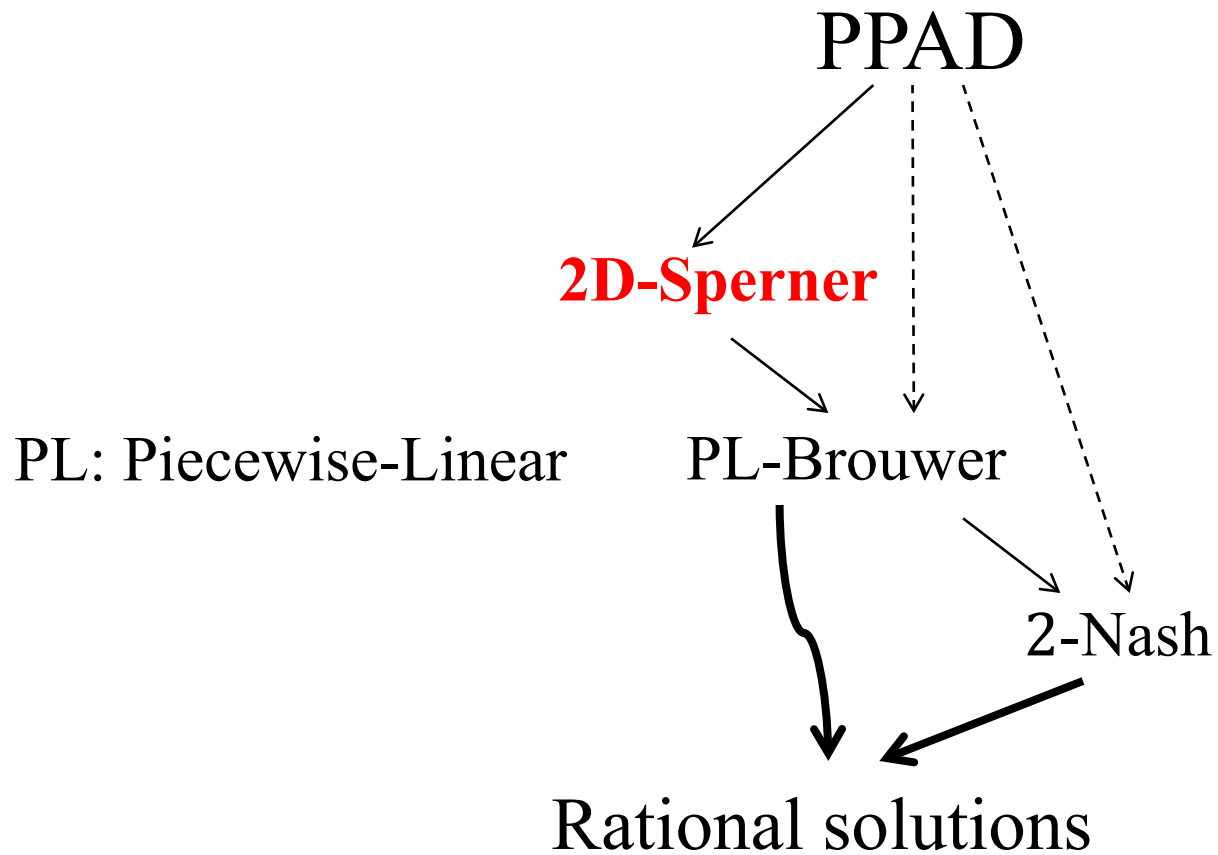 PPAD
2D-Sperner
PL: Piecewise-Linear
PL-Brouwer
2-Nash
Rational solutions